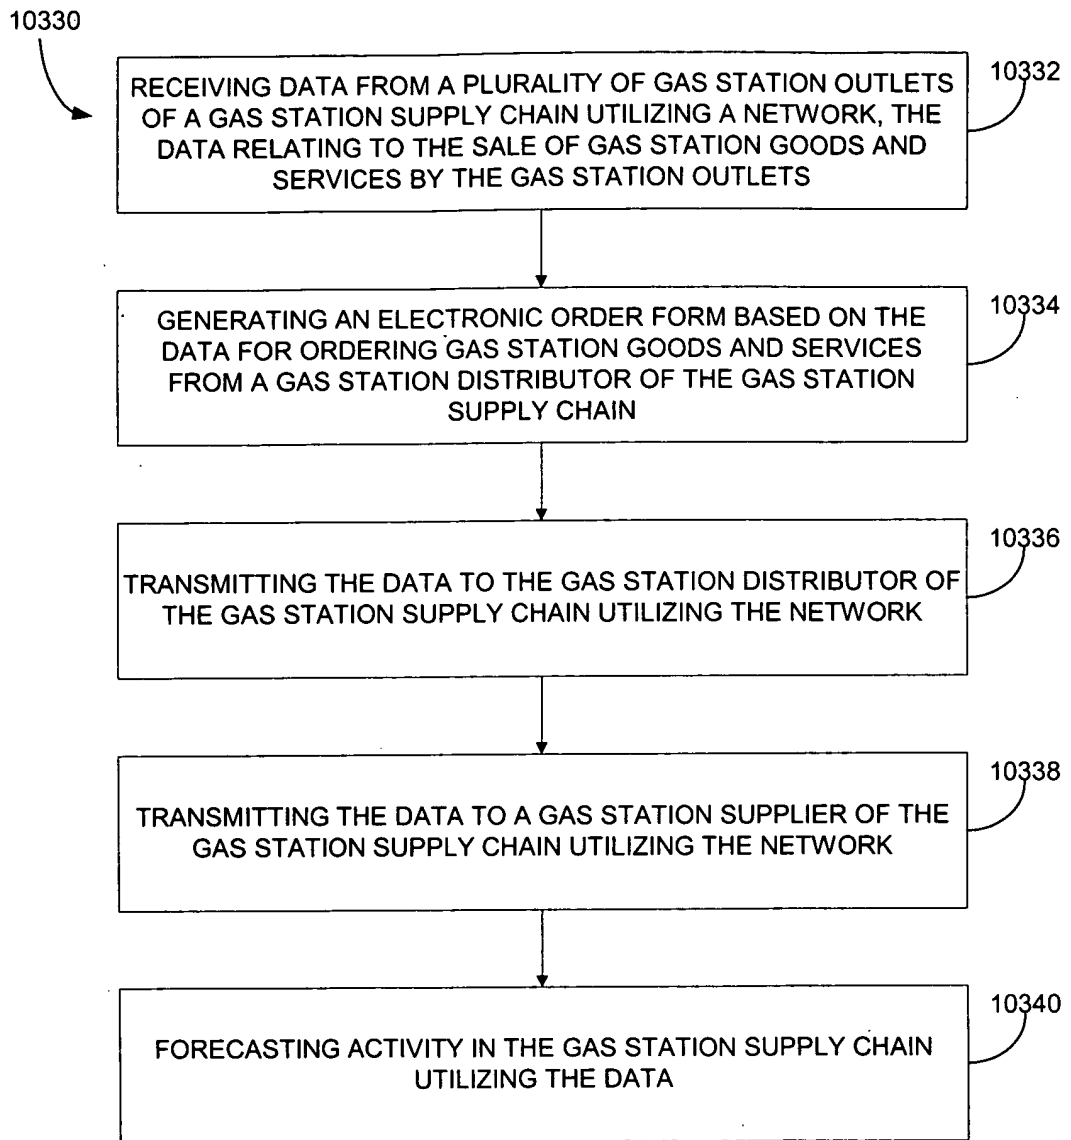 10330
10332
RECEIVING DATA FROM A PLURALITY OF GAS STATION OUTLETS
OF A GAS STATION SUPPLY CHAIN UTILIZING A NETWORK, THE
DATA RELATING TO THE SALE OF GAS STATION GOODS AND
SERVICES BY THE GAS STATION OUTLETS
10334
GENERATING AN ELECTRONIC ORDER FORM BASED ON THE
DATA FOR ORDERING GAS STATION GOODS AND SERVICES
FROM A GAS STATION DISTRIBUTOR OF THE GAS STATION
SUPPLY CHAIN
10336
TRANSMITTING THE DATA TO THE GAS STATION DISTRIBUTOR OF
THE GAS STATION SUPPLY CHAIN UTILIZING THE NETWORK
10338
TRANSMITTING THE DATA TO A GAS STATION SUPPLIER OF THE
GAS STATION SUPPLY CHAIN UTILIZING THE NETWORK
10340
FORECASTING ACTIVITY IN THE GAS STATION SUPPLY CHAIN
UTILIZING THE DATA